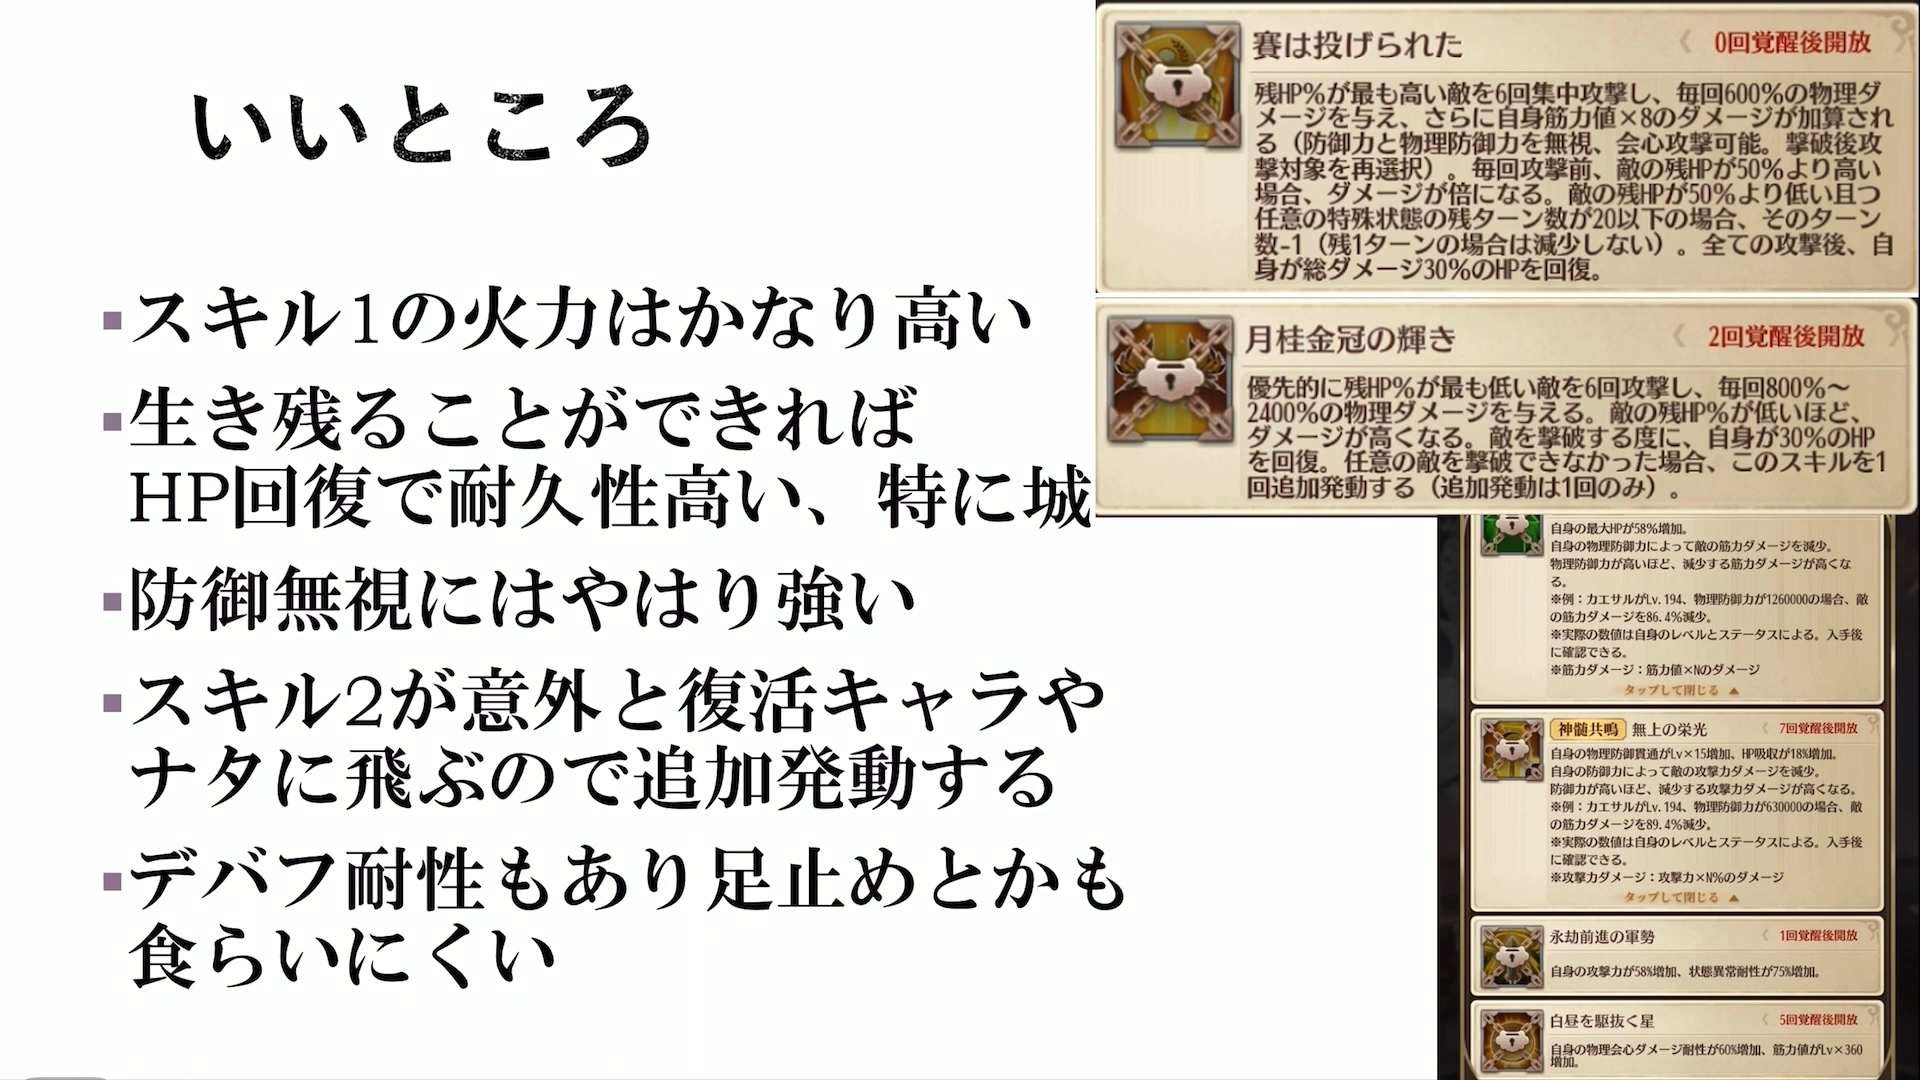 いいところ
▪スキル1の火力はかなり高い
▪生き残ることができれば
HP回復で耐久性高い、特に城
▪防御無視にはやはり強い
▪スキル2が意外と復活キャラや
ナタに飛ぶので追加発動する
▪デバフ耐性もあり足止めとかも
食らいにくい
賽は投げられた
0回覚醒後開放
残HP%が最も高い敵を6回集中攻撃し、毎回600%の物理ダ
メージを与え、さらに自身筋力値×8のダメージが加算され
る（防御力と物理防御力を無視、会心攻撃可能。撃破後攻
撃対象を再選択）。毎回攻撃前、敵の残HPが50%より高い
場合、ダメージが倍になる。敵の残HPが50%より低い且つ
任意の特殊状態の残ターン数が20以下の場合、そのターン
数-1（残1ターンの場合は減少しない）。全ての攻撃後、自
身が総ダメージ30%のHPを回復。
月桂金冠の輝き
2回覚醒後開放
優先的に残HP%が最も低い敵を6回攻撃し、毎回800%～
2400%の物理ダメージを与える。敵の残HP%が低いほど、
ダメージが高くなる。敵を撃破する度に、自身が30%のHP
を回復。任意の敵を撃破できなかった場合、このスキルを1
回追加発動する（追加発動は1回のみ）。
自身の最大HPが58%増加。
自身の物理防御力によって敵の筋力ダメージを減少。
物理防御力が高いほど、減少する筋力ダメージが高くな
る。
※例：カエサルがLv.194、物理防御力が1260000の場合、敵
の筋力ダメージを86.4%減少。
※実際の数値は自身のレベルとステータスによる。入手後
に確認できる。
※筋力ダメージ：筋力値×Nのダメージ
タップして閉じる ▲
神髄共鳴 無上の栄光
7回覚醒後開放
自身の物理防御貫通がLv×15増加、HP吸収が18%増加。
自身の防御力によって敵の攻撃力ダメージを減少。
防御力が高いほど、減少する攻撃力ダメージが高くなる。
※例：カエサルがLv.194、物理防御力が630000の場合、敵
の筋力ダメージを89.4%減少。
※実際の数値は自身のレベルとステータスによる。入手後
に確認できる。
※攻撃力ダメージ：攻撃力×N%のダメージ
タップして閉じる ▲
永劫前進の軍勢
1回覚醒後開放
自身の攻撃力が58%増加、状態異常耐性が75%増加。
白昼を駆抜く星
5回覚醒後開放
自身の物理会心ダメージ耐性が60%増加、筋力値がLv×360
増加。